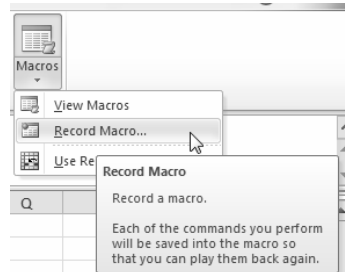 Macros
View Macros
Record Macro...
Use Re
Record Macro
Q
Record a macro.
Each of the commands you perform
will be saved into the macro so
that you can play them back again.